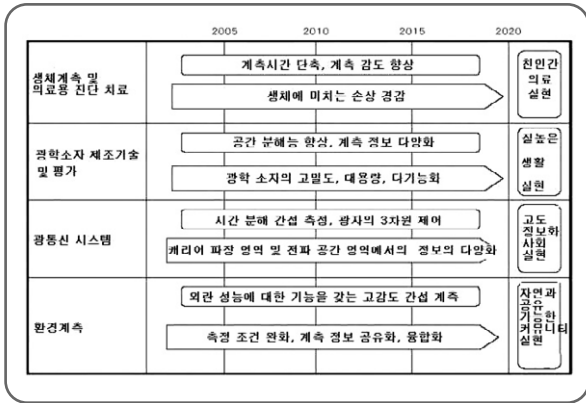 2005 2010 2015 2020
생체계측 및
의료용 진단 치료
계측시간 단축, 계측 감도 향상
생체에 미치는 손상 경감
친인간
의료
실현
광학소자 제조기술
및 평가
공간 분해능 향상, 계측 정보 다양화
광학 소지의 고밀도, 대용량, 다기능화
실높은
생활
실현
광통신 시스템
시간 분해 간섭 측정, 광사의 3차원 제어
캐리어 파장 영역 및 전파 공간 영역에서의 정보의 다양화
고도
정보화
사회
실현
환경계측
외란 성능에 대한 기능을 갖는 고감도 간섭 계측
측정 조건 완화, 계측 정보 공유화, 융합화
자연과
커뮤니티
실현